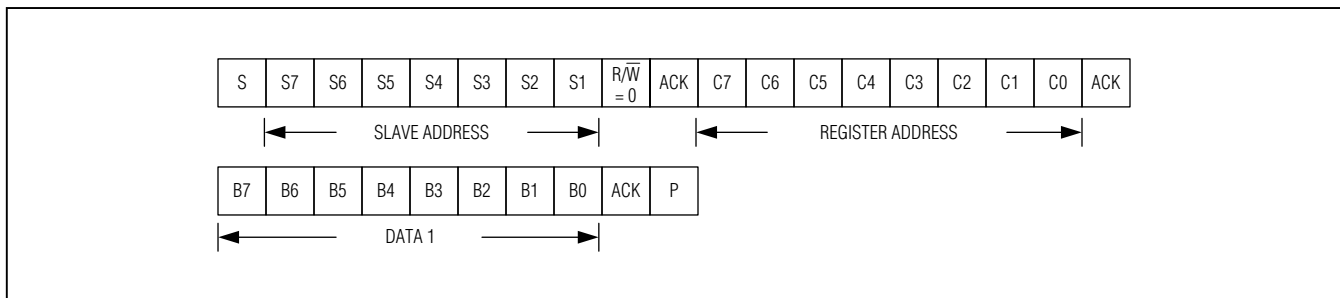 S S7 S6 S5 S4 S3 S2 S1 R/W̅ = 0 ACK C7 C6 C5 C4 C3 C2 C1 C0 ACK
SLAVE ADDRESS REGISTER ADDRESS
B7 B6 B5 B4 B3 B2 B1 B0 ACK P
DATA 1